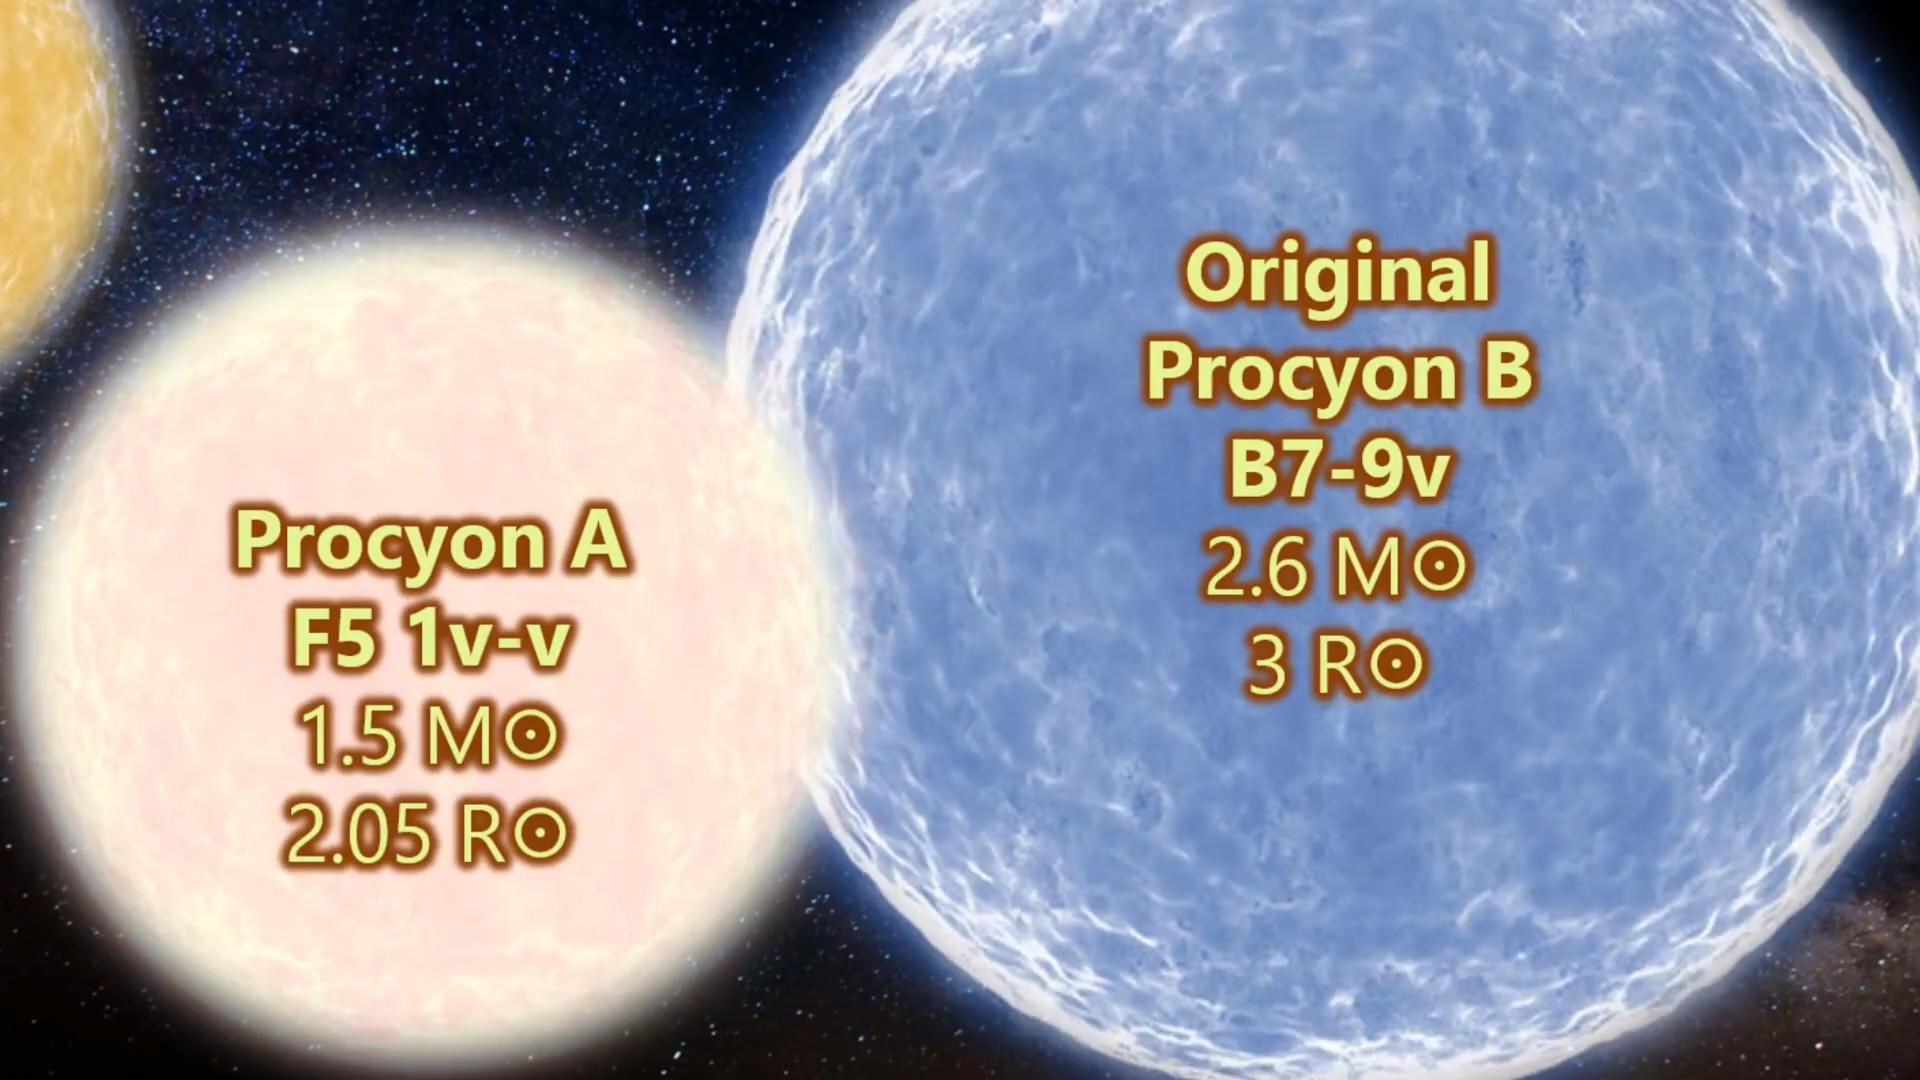 Procyon A
F5 1v-v
1.5 M⊙
2.05 R⊙
Original
Procyon B
B7-9v
2.6 M⊙
3 R⊙